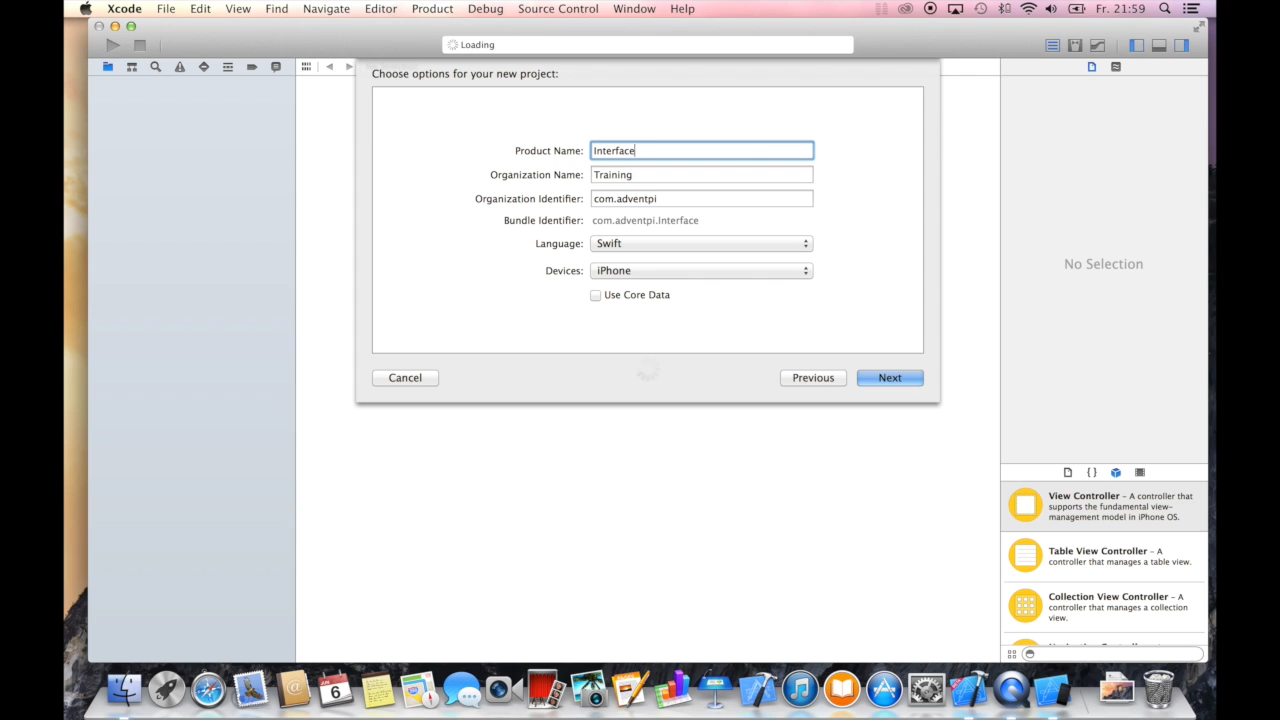 Xcode File Edit View Find Navigate Editor Product Debug Source Control Window Help Fr. 21:59
Loading
Choose options for your new project:
Product Name: Interface
Organization Name: Training
Organization Identifier: com.adventpi
Bundle Identifier: com.adventpi.Interface
Language: Swift
Devices: iPhone
Use Core Data
Cancel Previous Next
No Selection
{ }
View Controller – A controller that
supports the fundamental view-
management model in iPhone OS.
Table View Controller – A
controller that manages a table view.
Collection View Controller – A
controller that manages a collection
view.
6